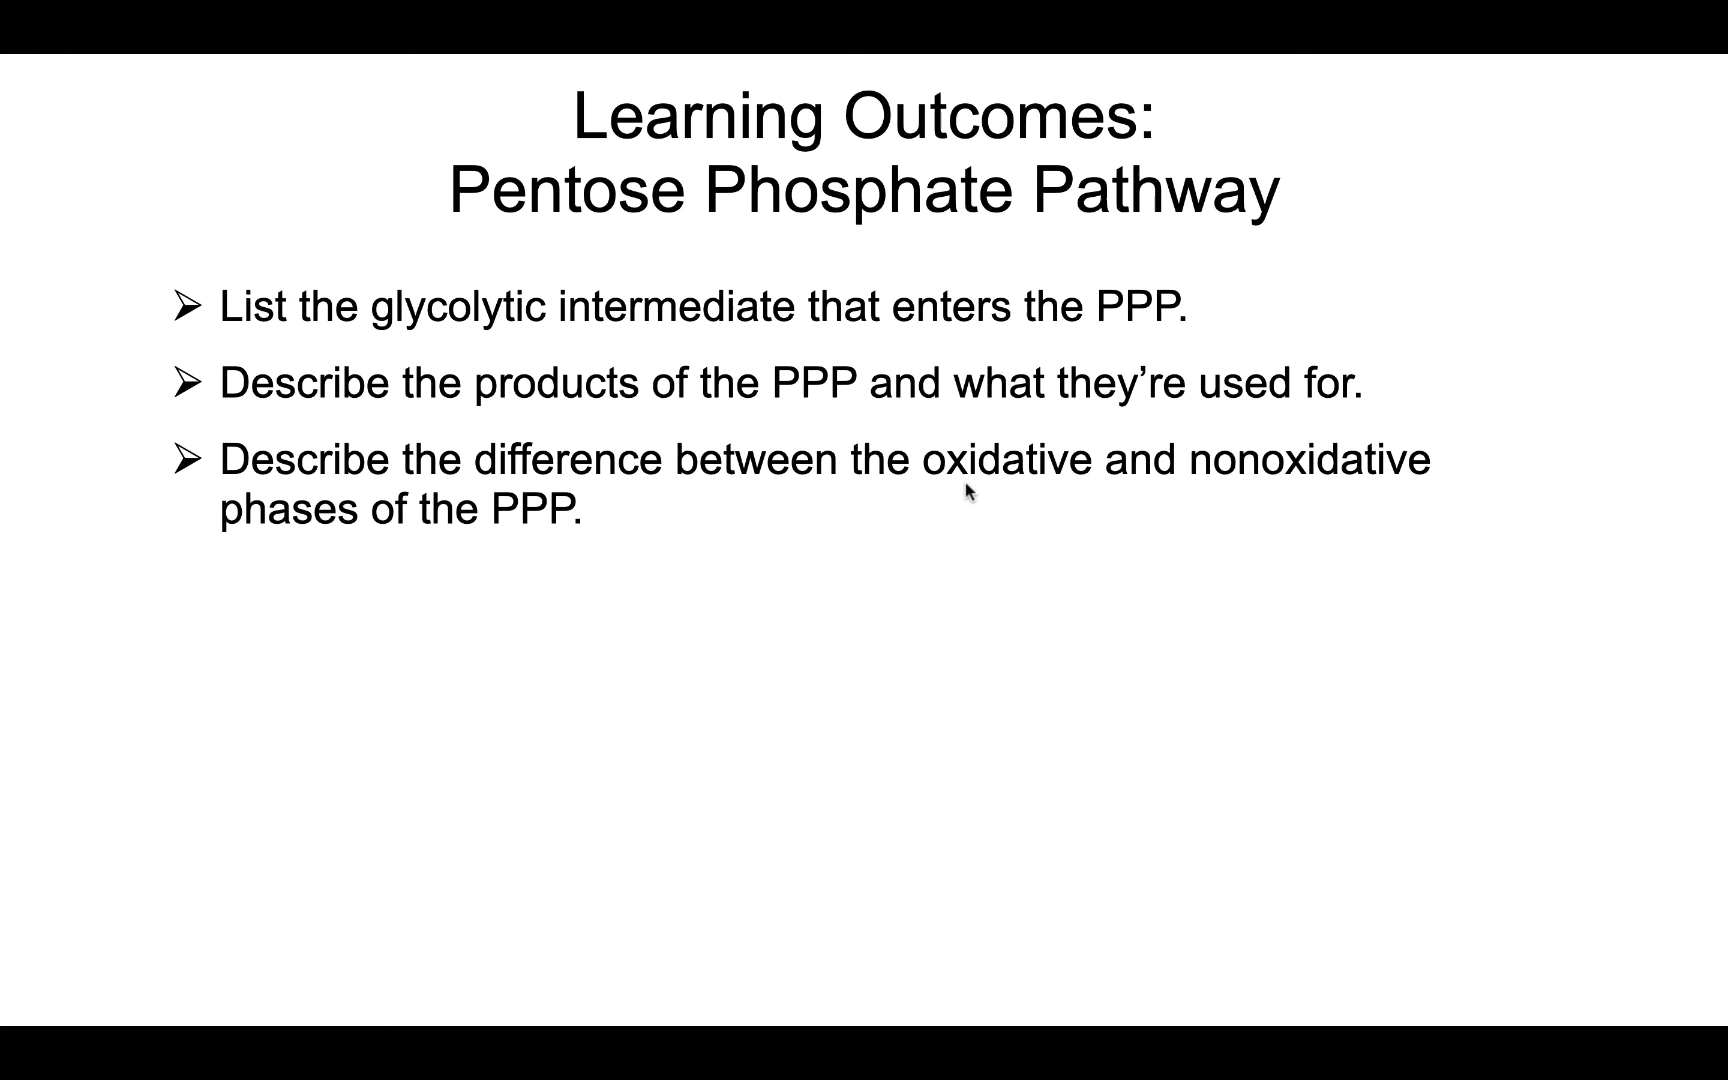 Learning Outcomes:
Pentose Phosphate Pathway
➢ List the glycolytic intermediate that enters the PPP.
➢ Describe the products of the PPP and what they’re used for.
➢ Describe the difference between the oxidative and nonoxidative
phases of the PPP.